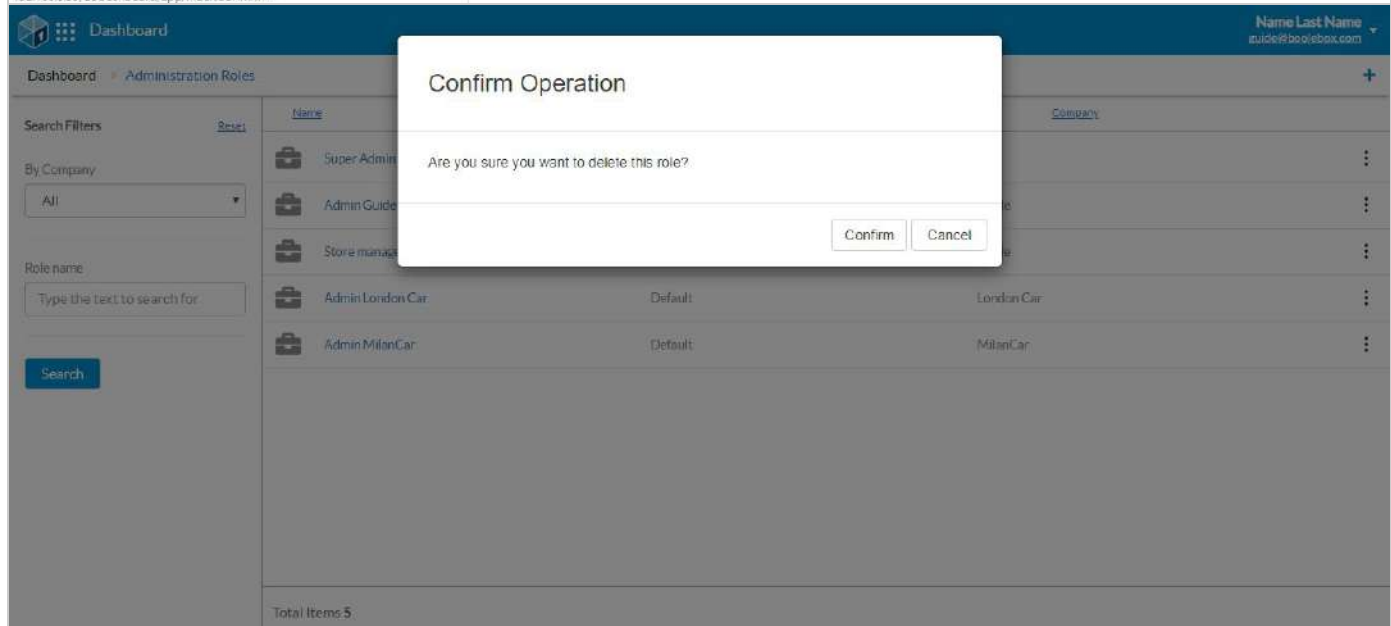 Dashboard
Name Last Name
guide@boolebox.com
Dashboard
Administration Roles
Search Filters
Reset
By Company
All
Role name
Type the text to search for
Search
Name
Company
Super Admin
Admin Guide
Store
Admin London Car
Default
London Car
Admin MilanCar
Default
MilanCar
Total Items 5
Confirm Operation
Are you sure you want to delete this role?
Confirm
Cancel